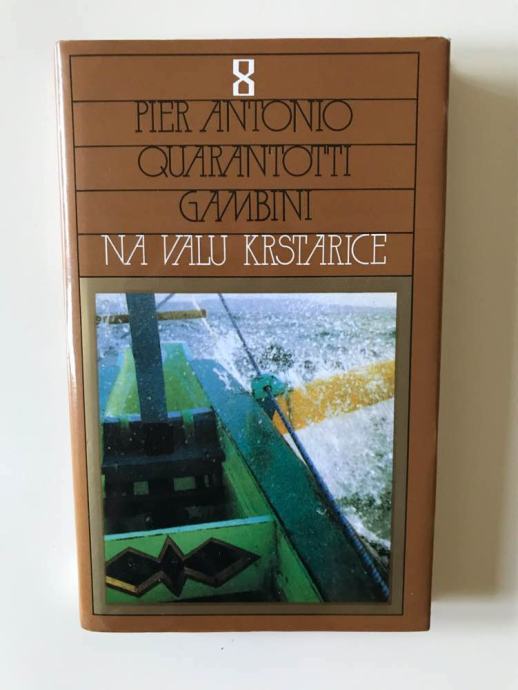 8
PIER ANTONIO
QUARANTOTTI
GAMBINI
NA VALU KRSTARICE